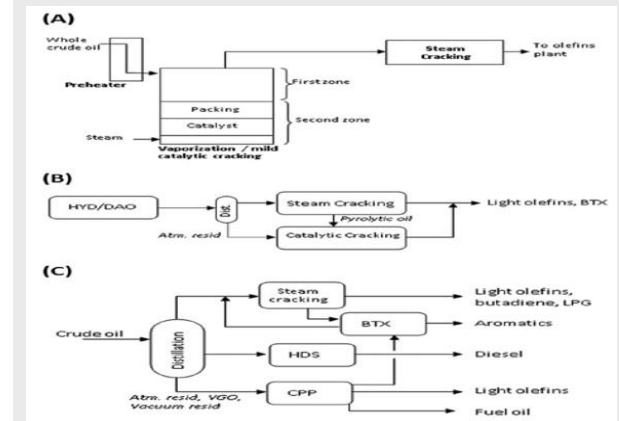 (A)
Whole
crude oil
Preheater
Steam
Cracking
To olefins
plant
First zone
Packing
Catalyst
Second zone
Steam
Vaporization / mild
catalytic cracking
(B)
HYD/DAO
Dist
Steam Cracking
Light olefins, BTX
Pyrolytic oil
Atm. resid
Catalytic Cracking
(C)
Steam
cracking
Light olefins,
butadiene, LPG
BTX
Aromatics
Crude oil
Distillation
HDS
Diesel
Atm. resid, VGO,
Vacuum resid
CPP
Light olefins
Fuel oil